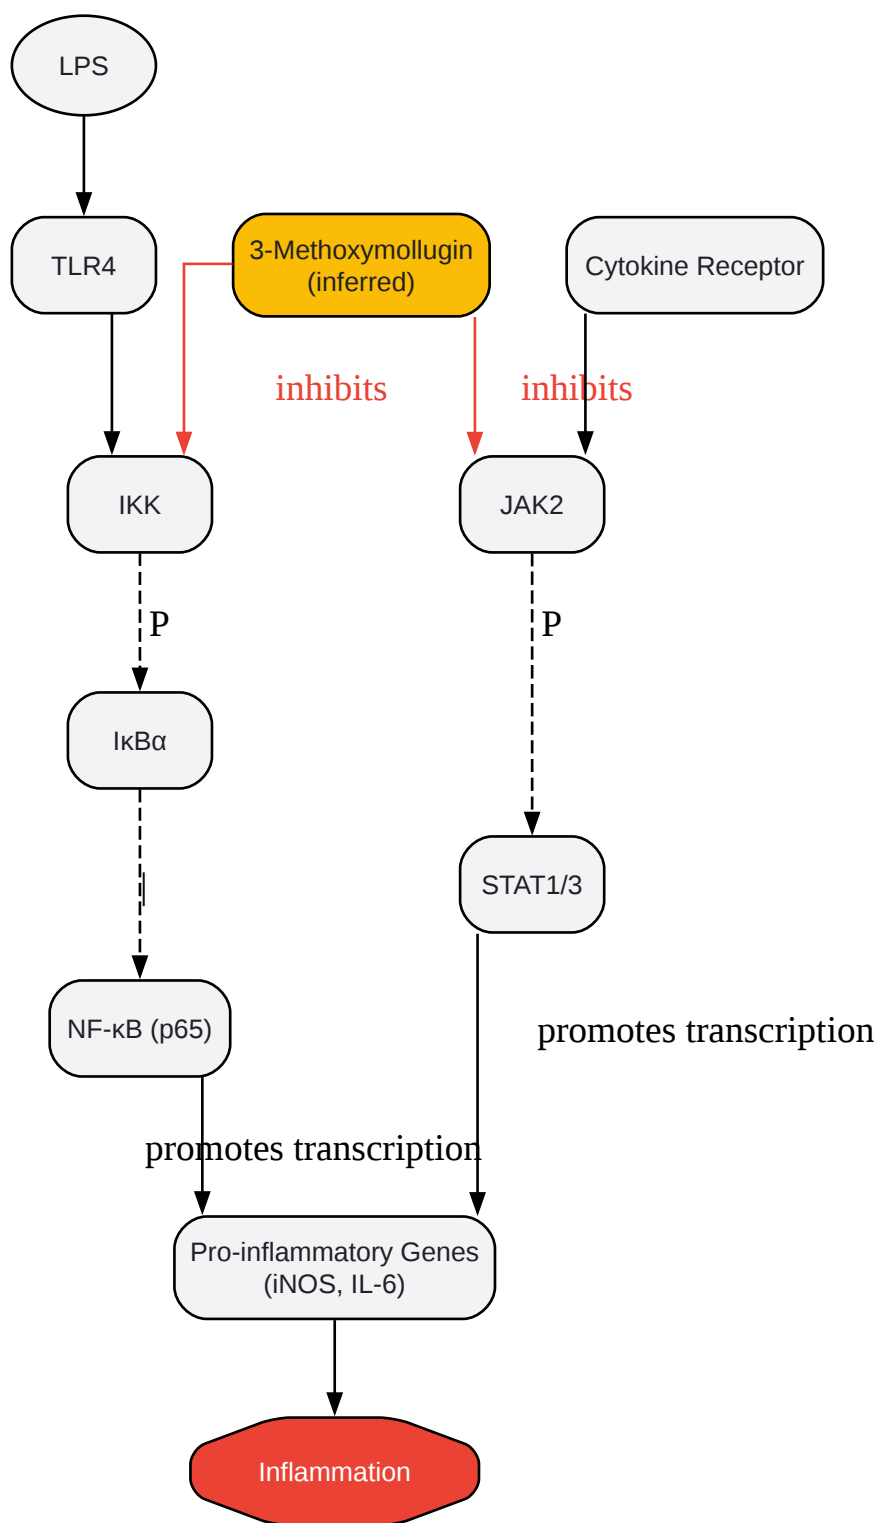 LPS
TLR4
3-Methoxymollugin
(inferred)
Cytokine Receptor
inhibits
inhibits
IKK
JAK2
P
P
IκBα
|
STAT1/3
NF-κB (p65)
promotes transcription
promotes transcription
Pro-inflammatory Genes
(iNOS, IL-6)
Inflammation